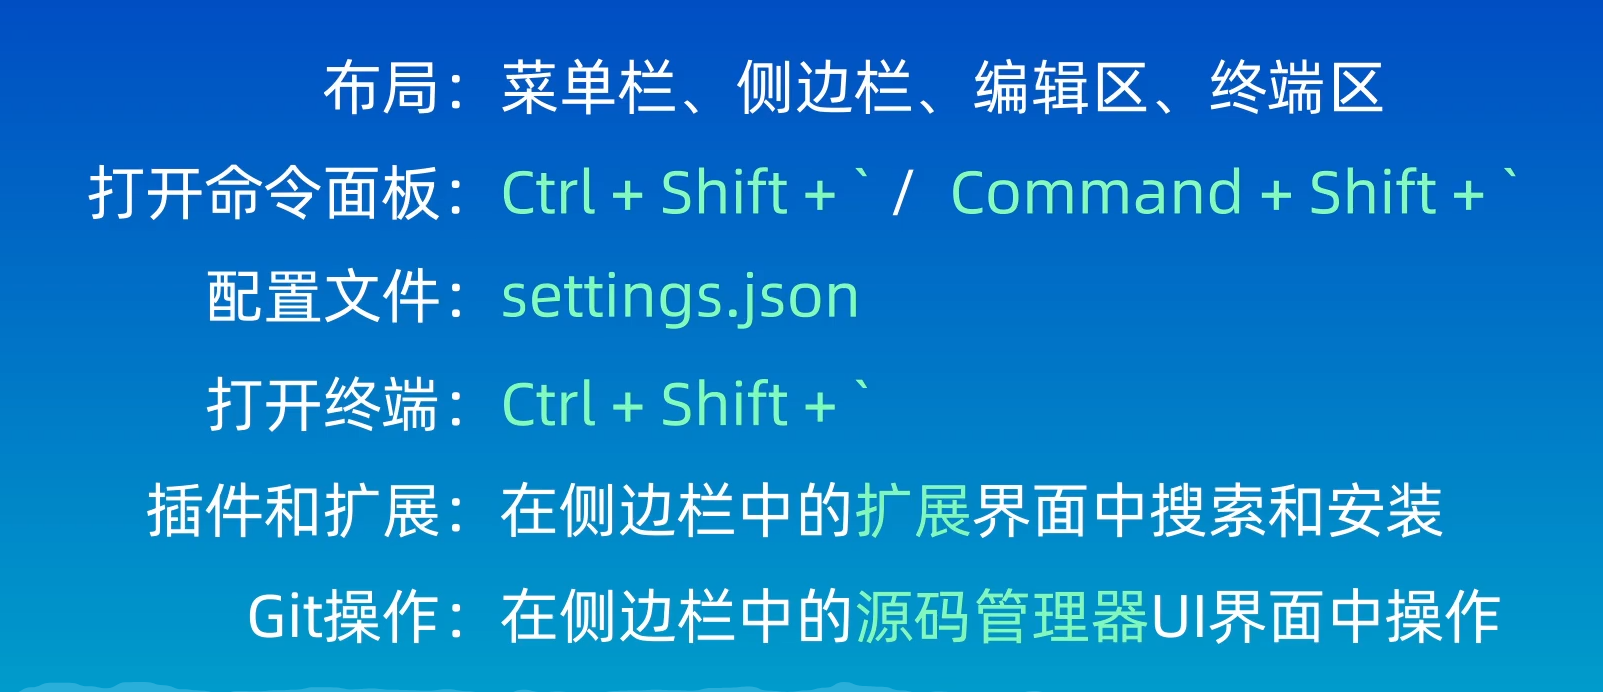 布局：菜单栏、侧边栏、编辑区、终端区
打开命令面板：Ctrl + Shift + ` / Command + Shift + `
配置文件：settings.json
打开终端：Ctrl + Shift + `
插件和扩展：在侧边栏中的扩展界面中搜索和安装
Git操作：在侧边栏中的源码管理器UI界面中操作